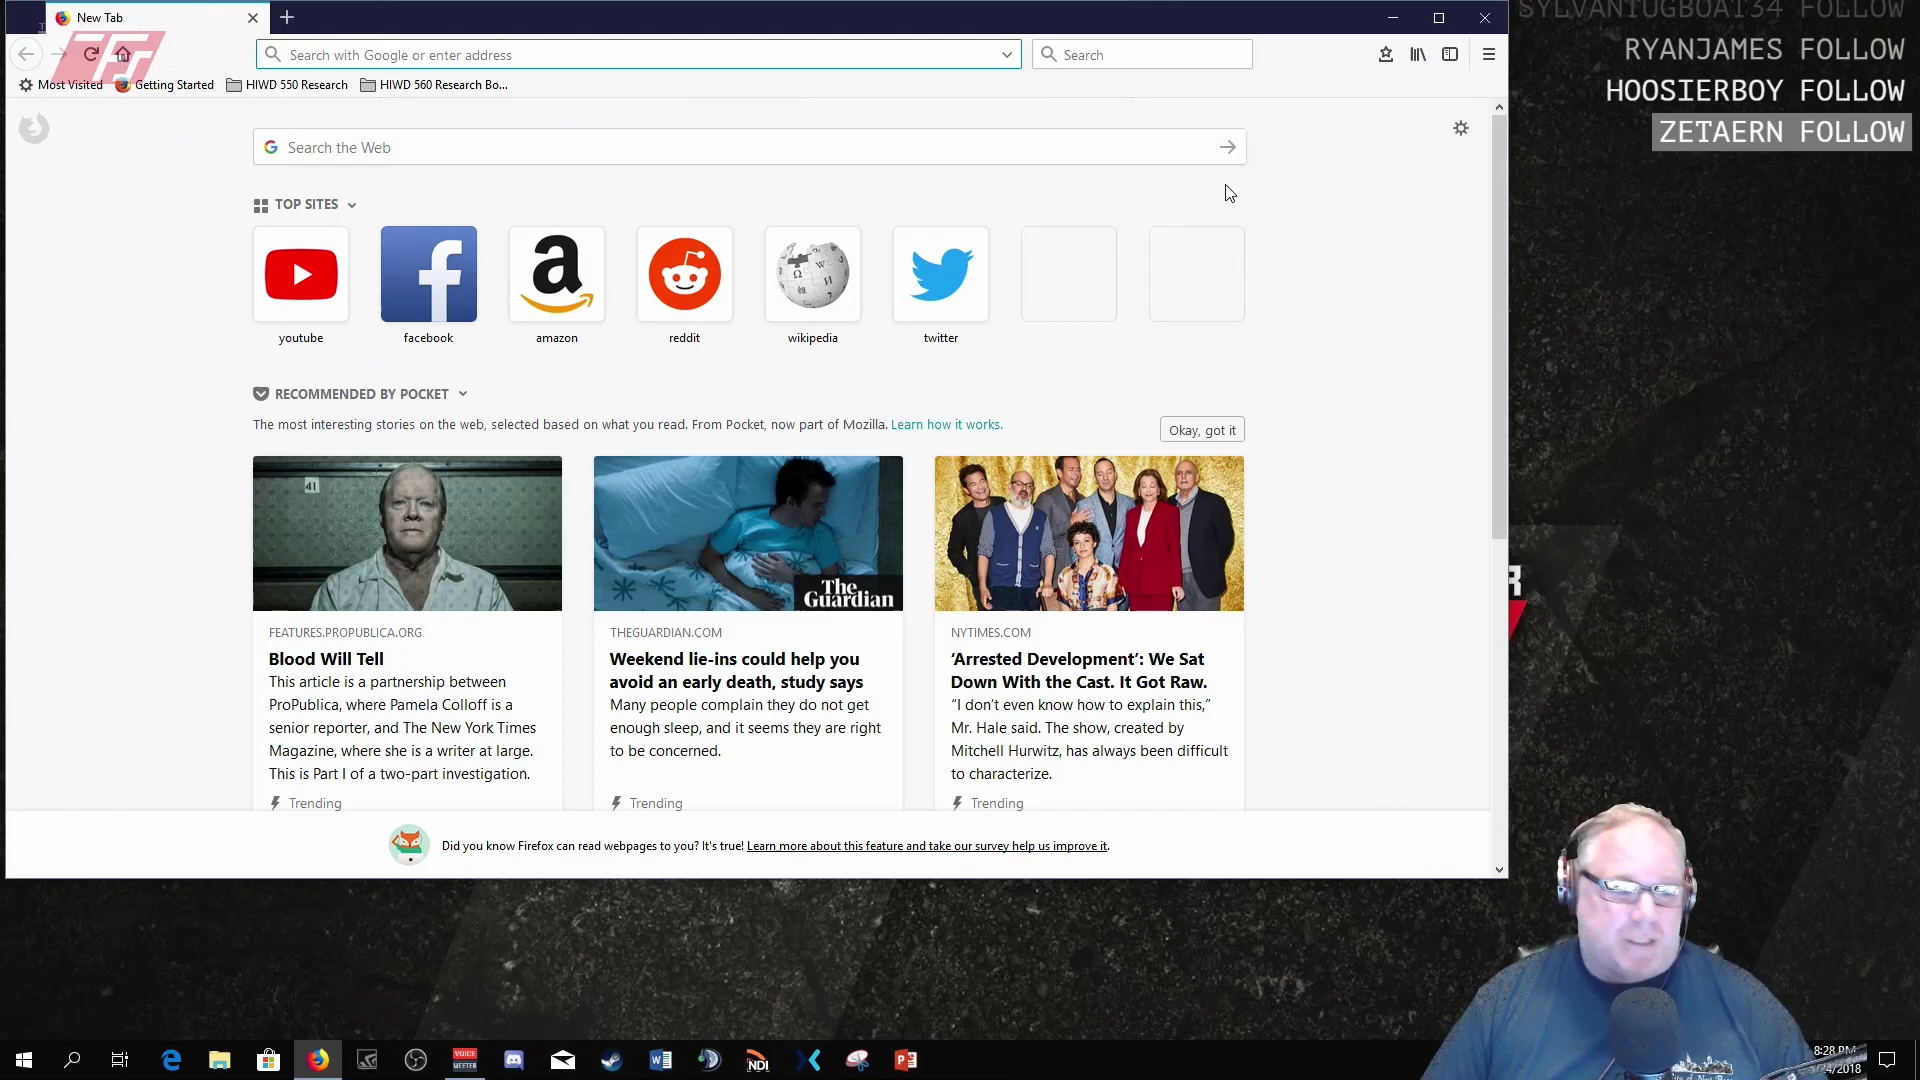 New Tab
SYLVANTUGBOAT34 FOLLOW
RYANJAMES FOLLOW
HOOSIERBOY FOLLOW
ZETAERN FOLLOW
TFS
Search with Google or enter address
Search
Most Visited
Getting Started
HIWD 550 Research
HIWD 560 Research Bo...
Search the Web
TOP SITES
youtube
facebook
amazon
reddit
wikipedia
twitter
RECOMMENDED BY POCKET
The most interesting stories on the web, selected based on what you read. From Pocket, now part of Mozilla. Learn how it works.
Okay, got it
41
The
Guardian
FEATURES.PROPUBLICA.ORG
Blood Will Tell
This article is a partnership between
ProPublica, where Pamela Colloff is a
senior reporter, and The New York Times
Magazine, where she is a writer at large.
This is Part I of a two-part investigation.
Trending
THEGUARDIAN.COM
Weekend lie-ins could help you
avoid an early death, study says
Many people complain they do not get
enough sleep, and it seems they are right
to be concerned.
Trending
NYTIMES.COM
‘Arrested Development’: We Sat
Down With the Cast. It Got Raw.
“I don’t even know how to explain this,”
Mr. Hale said. The show, created by
Mitchell Hurwitz, has always been difficult
to characterize.
Trending
Did you know Firefox can read webpages to you? It's true! Learn more about this feature and take our survey help us improve it.
R
VOICE
MEETER
NDI
8:28 PM
/24/2018